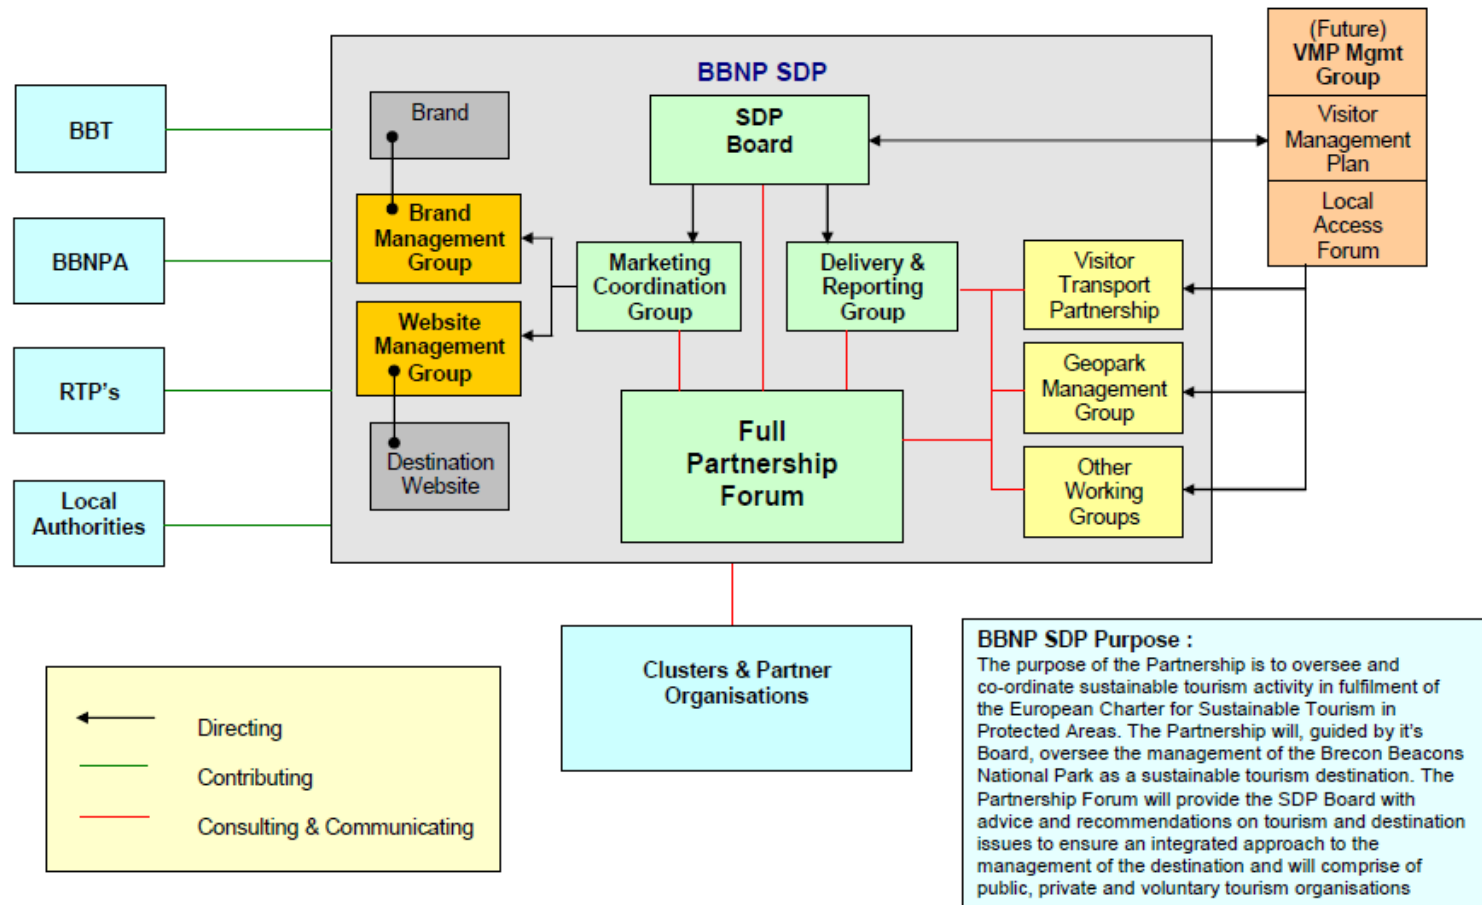 BBNP SDP
(Future)
VMP Mgmt
Group
Visitor
Management
Plan
Local
Access
Forum
BBT
BBNPA
RTP's
Local
Authorities
Brand
Brand
Management
Group
Website
Management
Group
Destination
Website
SDP
Board
Marketing
Coordination
Group
Delivery &
Reporting
Group
Full
Partnership
Forum
Visitor
Transport
Partnership
Geopark
Management
Group
Other
Working
Groups
Clusters & Partner
Organisations
Directing
Contributing
Consulting & Communicating
BBNP SDP Purpose :
The purpose of the Partnership is to oversee and
co-ordinate sustainable tourism activity in fulfilment of
the European Charter for Sustainable Tourism in
Protected Areas. The Partnership will, guided by it's
Board, oversee the management of the Brecon Beacons
National Park as a sustainable tourism destination. The
Partnership Forum will provide the SDP Board with
advice and recommendations on tourism and destination
issues to ensure an integrated approach to the
management of the destination and will comprise of
public, private and voluntary tourism organisations